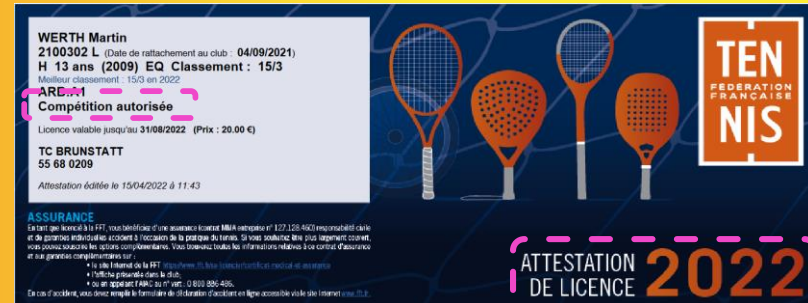 WERTH Martin
2100302 L (Date de rattachement au club : 04/09/2021)
H 13 ans (2009) EQ Classement : 15/3
Meilleur classement : 15/3 en 2022
ARB:A1
Compétition autorisée
Licence valable jusqu'au 31/08/2022 (Prix : 20.00 €)
TC BRUNSTATT
55 68 0209
Attestation éditée le 15/04/2022 à 11:43
TEN
FEDERATION
FRANÇAISE
NIS
ASSURANCE
En tant que licencié à la FFT, vous bénéficiez d'une assurance (contrat MMA entreprise n° 127.128.460) responsabilité civile
et de garanties individuelles accident à l'occasion de la pratique du tennis. Si vous souhaitez être plus largement couvert,
vous pouvez souscrire les options complémentaires. Vous trouverez toutes les informations relatives à ce contrat d'assurance
et aux garanties complémentaires sur :
• le site Internet de la FFT
• l'affiche présentée dans le club;
• ou en appelant l'AIAC au n° vert : 0 800 886 486.
En cas d'accident, vous devez remplir le formulaire de déclaration d'accident en ligne accessible via le site Internet www.fft.fr.
ATTESTATION
DE LICENCE 2022